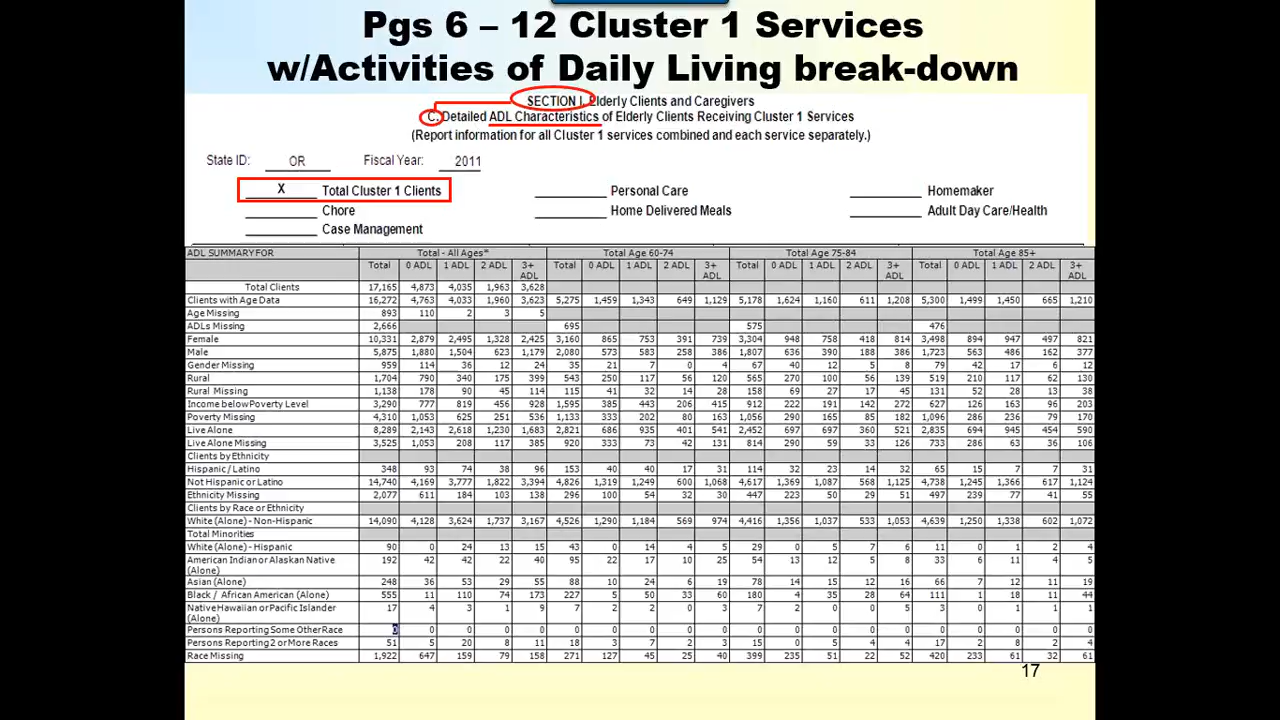 Pgs 6 – 12 Cluster 1 Services
w/Activities of Daily Living break-down
SECTION I. Elderly Clients and Caregivers
C. Detailed ADL Characteristics of Elderly Clients Receiving Cluster 1 Services
(Report information for all Cluster 1 services combined and each service separately.)
State ID: OR Fiscal Year: 2011
X Total Cluster 1 Clients Personal Care Homemaker
Chore Home Delivered Meals Adult Day Care/Health
Case Management
ADL SUMMARY FOR Total - All Ages* Total Age 60-74 Total Age 75-84 Total Age 85+
Total 0 ADL 1 ADL 2 ADL 3+ ADL Total 0 ADL 1 ADL 2 ADL 3+ ADL Total 0 ADL 1 ADL 2 ADL 3+ ADL Total 0 ADL 1 ADL 2 ADL 3+ ADL
Total Clients 17,165 4,873 4,035 1,963 3,628
Clients with Age Data 16,272 4,763 4,033 1,960 3,623 5,275 1,459 1,343 649 1,129 5,178 1,624 1,160 611 1,208 5,300 1,499 1,450 665 1,210
Age Missing 893 110 2 3 5
ADLs Missing 2,666 695 575 476
Female 10,331 2,879 2,495 1,328 2,425 3,160 865 753 391 739 3,304 948 758 418 814 3,498 894 947 497 821
Male 5,875 1,880 1,504 623 1,179 2,080 573 583 258 386 1,807 636 390 188 386 1,723 563 486 162 377
Gender Missing 959 114 36 12 24 35 21 7 0 4 67 40 12 5 8 79 42 17 6 12
Rural 1,704 790 340 175 399 543 250 117 56 120 565 270 100 56 139 519 210 117 62 130
Rural Missing 1,138 178 90 45 114 115 41 32 14 28 158 69 27 17 45 131 52 28 13 38
Income below Poverty Level 3,290 777 819 456 928 1,595 385 443 206 415 912 222 191 142 272 627 126 163 96 203
Poverty Missing 4,310 1,053 625 251 536 1,133 333 202 80 163 1,056 290 165 85 182 1,096 286 236 79 170
Live Alone 8,289 2,143 2,618 1,230 1,683 2,821 686 935 401 541 2,452 697 697 360 521 2,835 694 945 454 590
Live Alone Missing 3,525 1,053 208 117 385 920 333 73 42 131 814 290 59 33 126 733 286 63 36 106
Clients by Ethnicity
Hispanic / Latino 348 93 74 38 96 153 40 40 17 31 114 32 23 14 32 65 15 7 7 31
Not Hispanic or Latino 14,740 4,169 3,777 1,822 3,394 4,826 1,319 1,249 600 1,068 4,617 1,369 1,087 568 1,125 4,738 1,245 1,366 617 1,124
Ethnicity Missing 2,077 611 184 103 138 296 100 54 32 30 447 223 50 29 51 497 239 77 41 55
Clients by Race or Ethnicity
White (Alone) - Non-Hispanic 14,090 4,128 3,624 1,737 3,167 4,526 1,290 1,184 569 974 4,416 1,356 1,037 533 1,053 4,639 1,250 1,338 602 1,072
Total Minorities
White (Alone) - Hispanic 90 0 24 13 15 43 0 14 4 5 29 0 5 7 6 11 0 1 2 4
American Indian or Alaskan Native (Alone) 192 42 42 22 40 95 22 17 10 25 54 13 12 5 8 33 6 11 4 5
Asian (Alone) 248 36 53 29 55 88 10 24 6 19 78 14 15 12 16 66 7 12 11 19
Black / African American (Alone) 555 11 110 74 173 227 5 50 33 60 180 4 35 28 64 111 1 18 11 44
Native Hawaiian or Pacific Islander (Alone) 17 4 3 1 9 7 2 2 0 3 7 2 0 0 5 3 0 1 1 1
Persons Reporting Some Other Race 0 0 0 0 0 0 0 0 0 0 0 0 0 0 0 0 0 0 0 0
Persons Reporting 2 or More Races 51 5 20 8 11 18 3 7 2 3 15 0 5 4 4 17 2 8 2 4
Race Missing 1,922 647 159 79 158 271 127 45 25 40 399 235 51 22 52 420 233 61 32 61
17